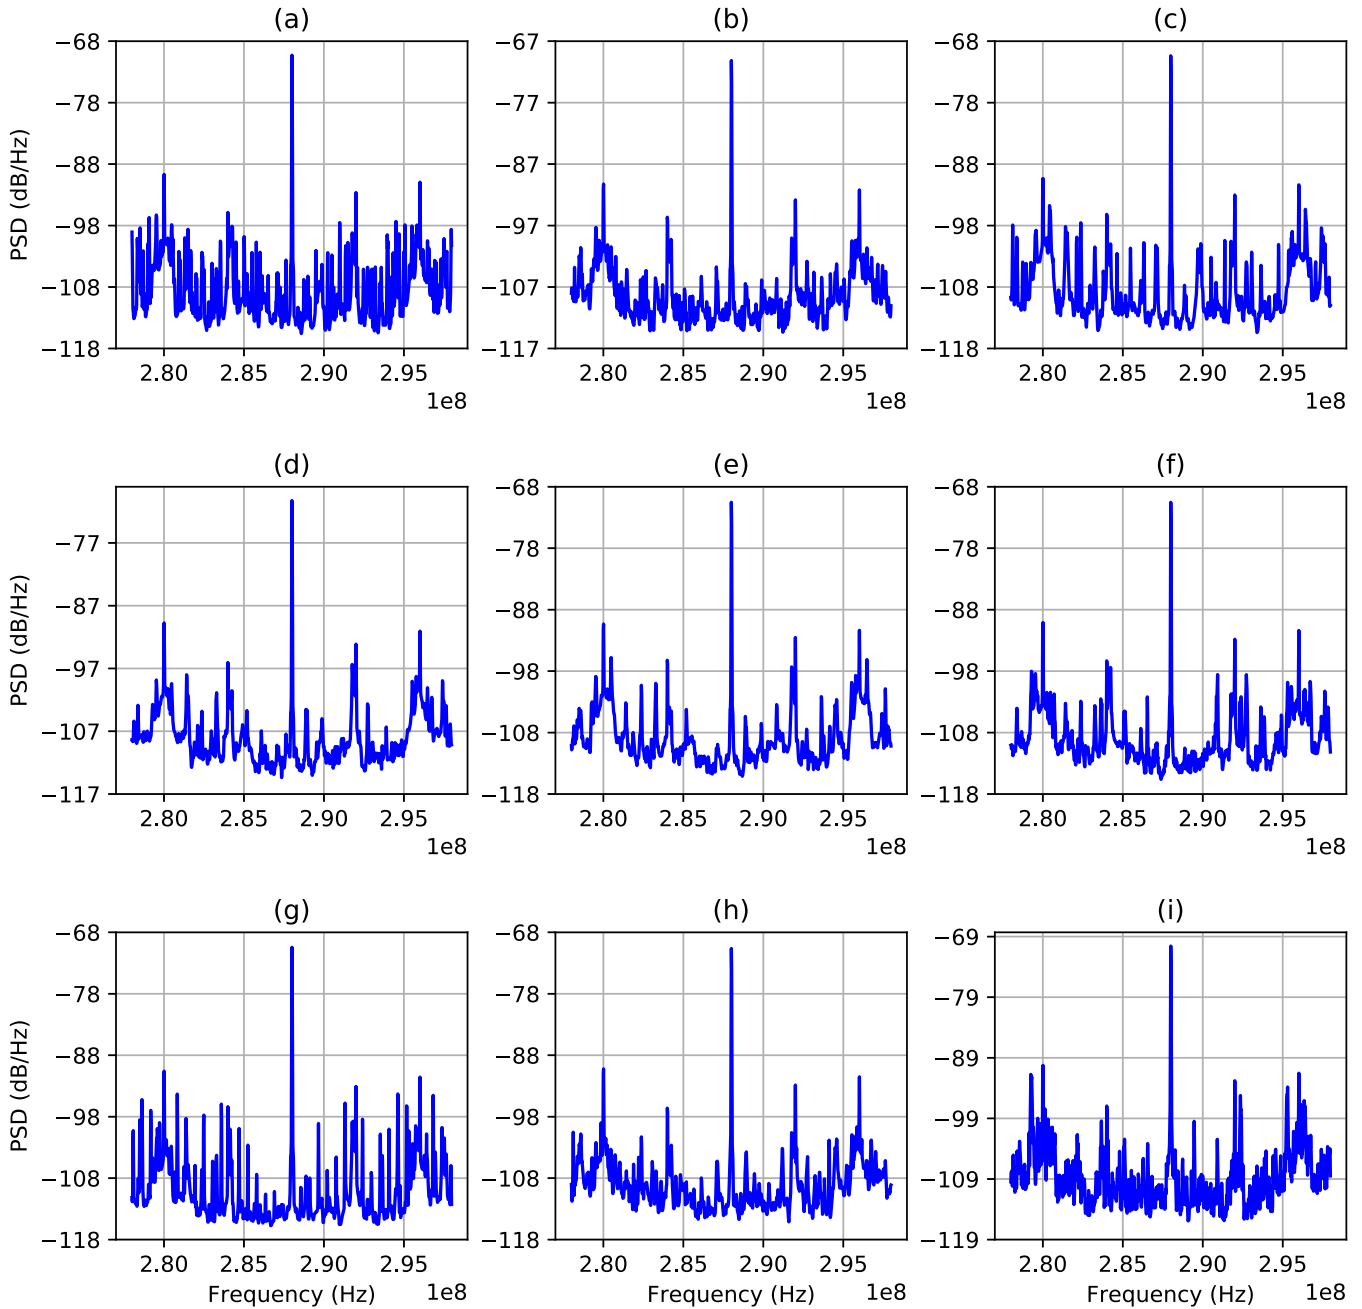 (a) (b) (c)
−68 −67 −68
−78 −77 −78
−88 −87 −88
−98 −97 −98
−108 −107 −108
−118 −117 −118
PSD (dB/Hz)
2.80 2.85 2.90 2.95 2.80 2.85 2.90 2.95 2.80 2.85 2.90 2.95
1e8 1e8 1e8
(d) (e) (f)
−68 −68
−77 −78 −78
−87 −88 −88
−97 −98 −98
−107 −108 −108
−117 −118 −118
PSD (dB/Hz)
2.80 2.85 2.90 2.95 2.80 2.85 2.90 2.95 2.80 2.85 2.90 2.95
1e8 1e8 1e8
(g) (h) (i)
−68 −68 −69
−78 −78 −79
−88 −88 −89
−98 −98 −99
−108 −108 −109
−118 −118 −119
PSD (dB/Hz)
2.80 2.85 2.90 2.95 2.80 2.85 2.90 2.95 2.80 2.85 2.90 2.95
Frequency (Hz) 1e8 Frequency (Hz) 1e8 Frequency (Hz) 1e8